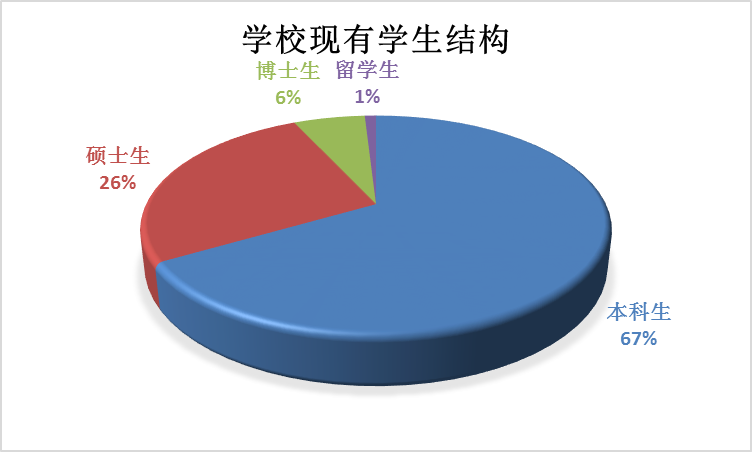 学校现有学生结构
博士生
6%
留学生
1%
硕士生
26%
本科生
67%